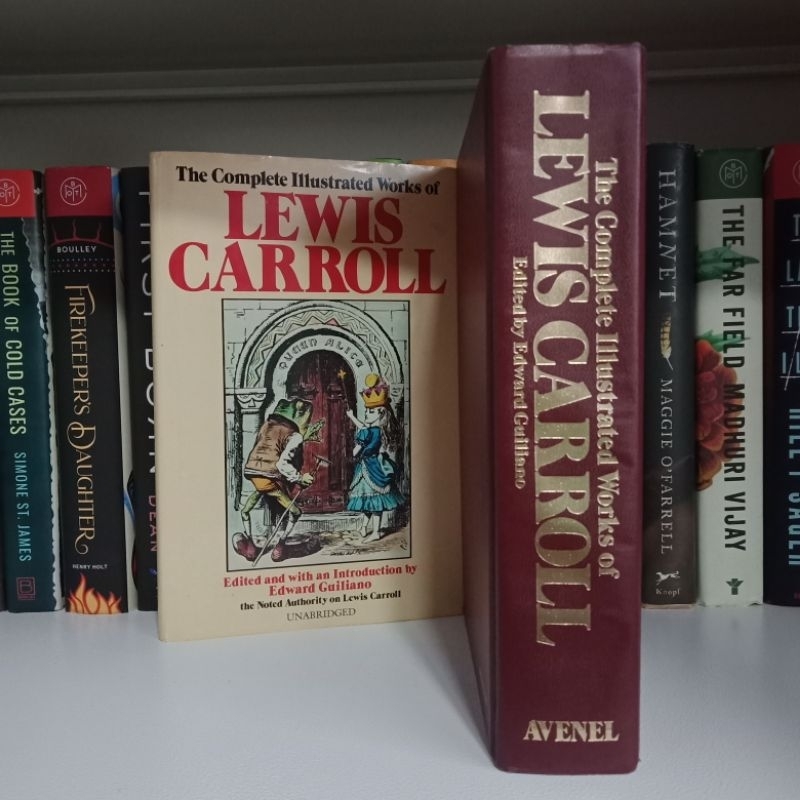 THE BOOK OF COLD CASES
SIMONE ST. JAMES
BOULLEY
FIREKEEPER'S DAUGHTER
HENRY HOLT
DEAN
The Complete Illustrated Works of
LEWIS
CARROLL
QUEEN ALICE
Edited and with an Introduction by
Edward Guiliano
the Noted Authority on Lewis Carroll
UNABRIDGED
The Complete Illustrated Works of
LEWIS CARROLL
Edited by Edward Guiliano
AVENEL
HAMNET
MAGGIE O'FARRELL
Knopf
THE FAR FIELD
MADHURI VIJAY